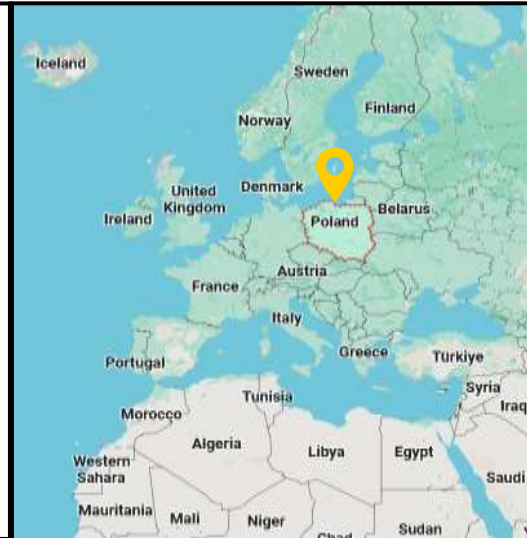 Iceland
Sweden
Finland
Norway
United
Kingdom
Denmark
Ireland
Poland
Belarus
Austria
France
Italy
Greece
Türkiye
Portugal
Syria
Tunisia
Iraq
Morocco
Algeria
Libya
Egypt
Western
Sahara
Saudi
Mauritania
Mali
Niger
Chad
Sudan